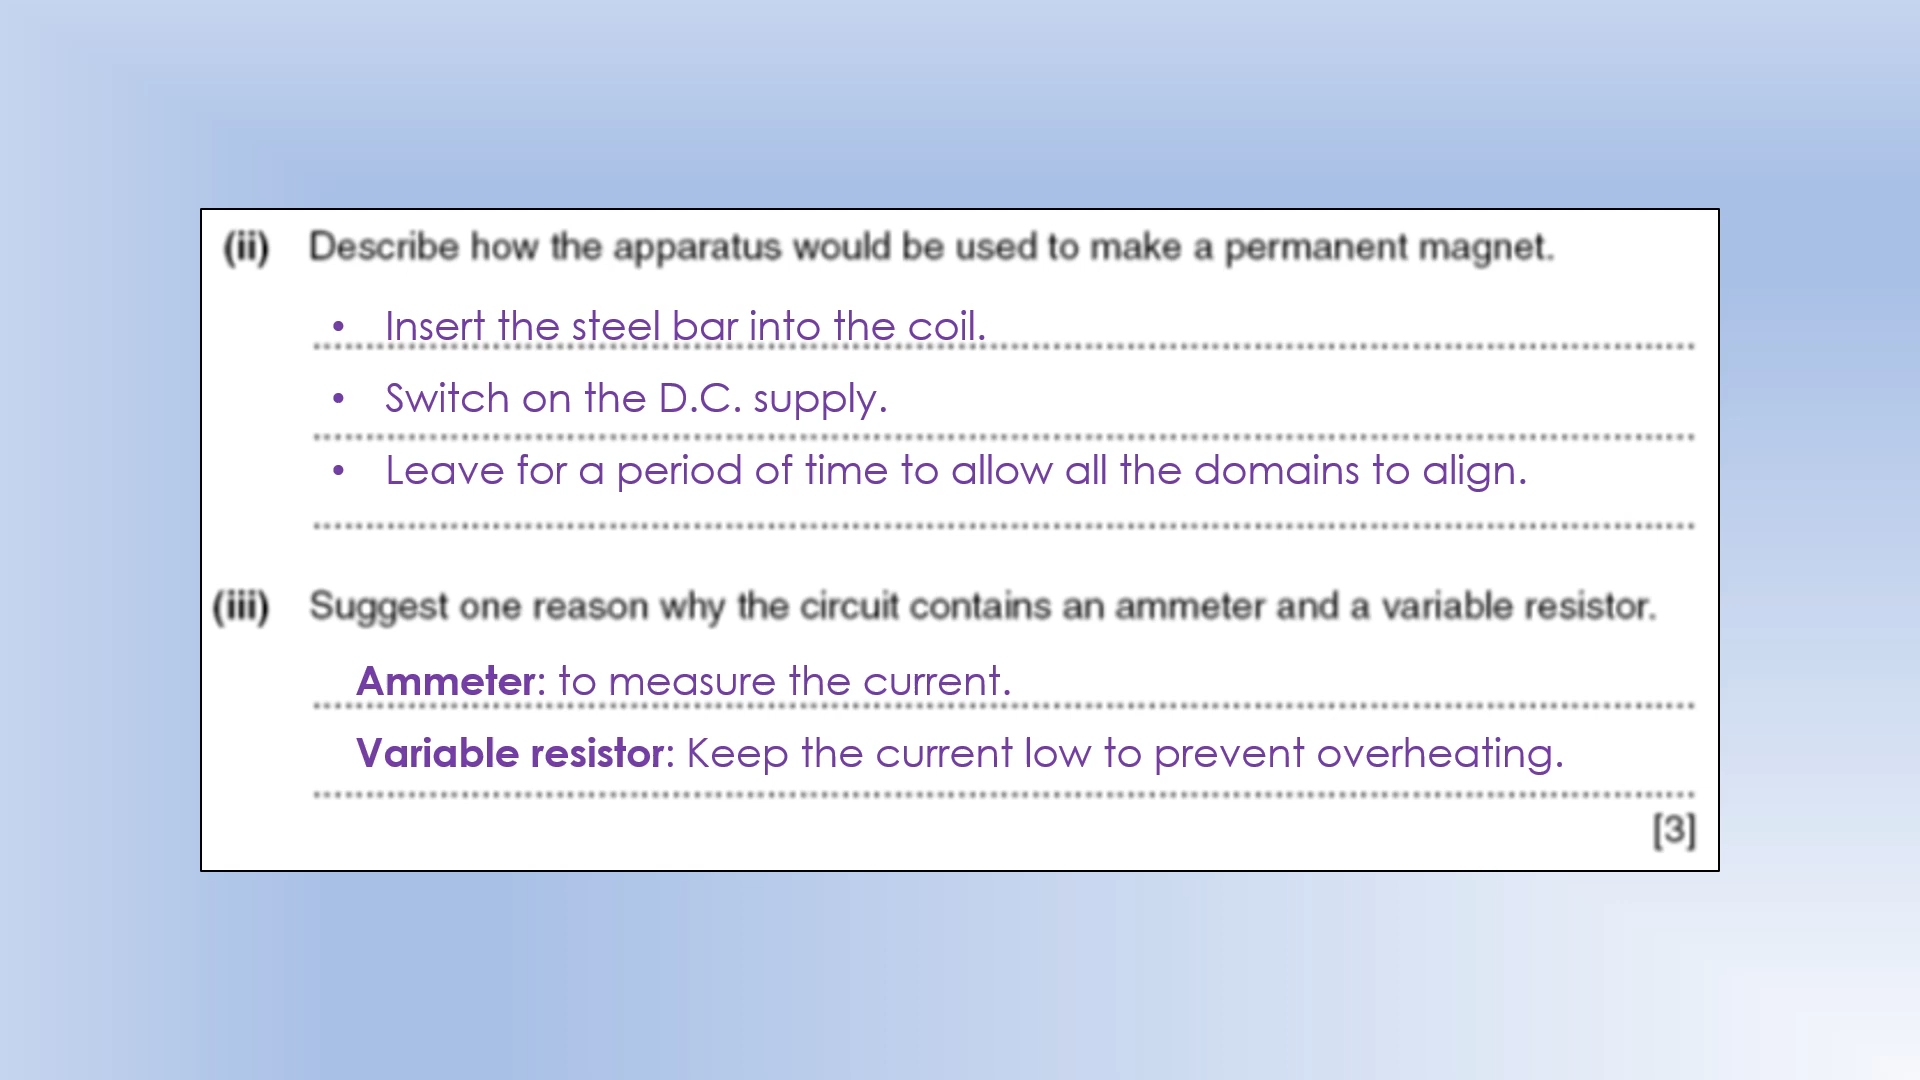 (ii) Describe how the apparatus would be used to make a permanent magnet.
• Insert the steel bar into the coil.
• Switch on the D.C. supply.
• Leave for a period of time to allow all the domains to align.
(iii) Suggest one reason why the circuit contains an ammeter and a variable resistor.
Ammeter: to measure the current.
Variable resistor: Keep the current low to prevent overheating.
[3]